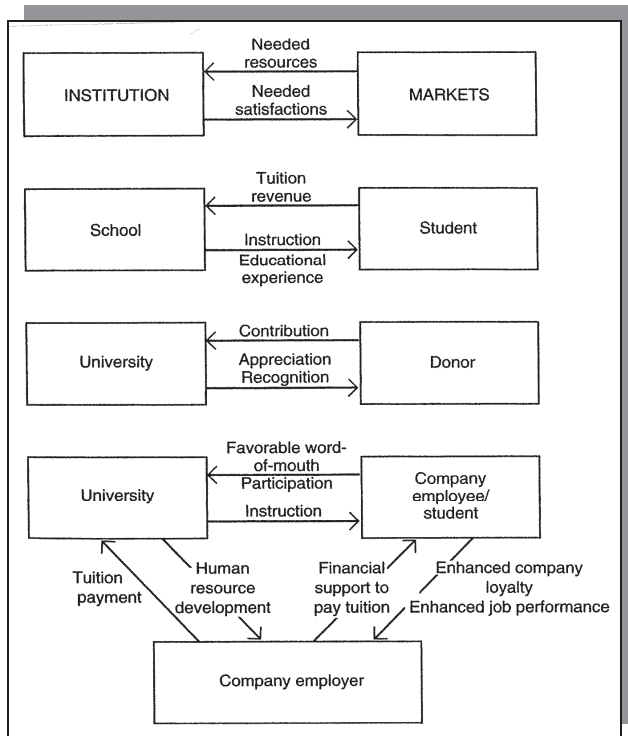 Needed
resources
INSTITUTION
MARKETS
Needed
satisfactions
Tuition
revenue
School
Student
Instruction
Educational
experience
Contribution
University
Donor
Appreciation
Recognition
Favorable word-
of-mouth
Participation
University
Company
employee/
student
Instruction
Tuition
payment
Human
resource
development
Financial
support to
pay tuition
Enhanced company
loyalty
Enhanced job performance
Company employer